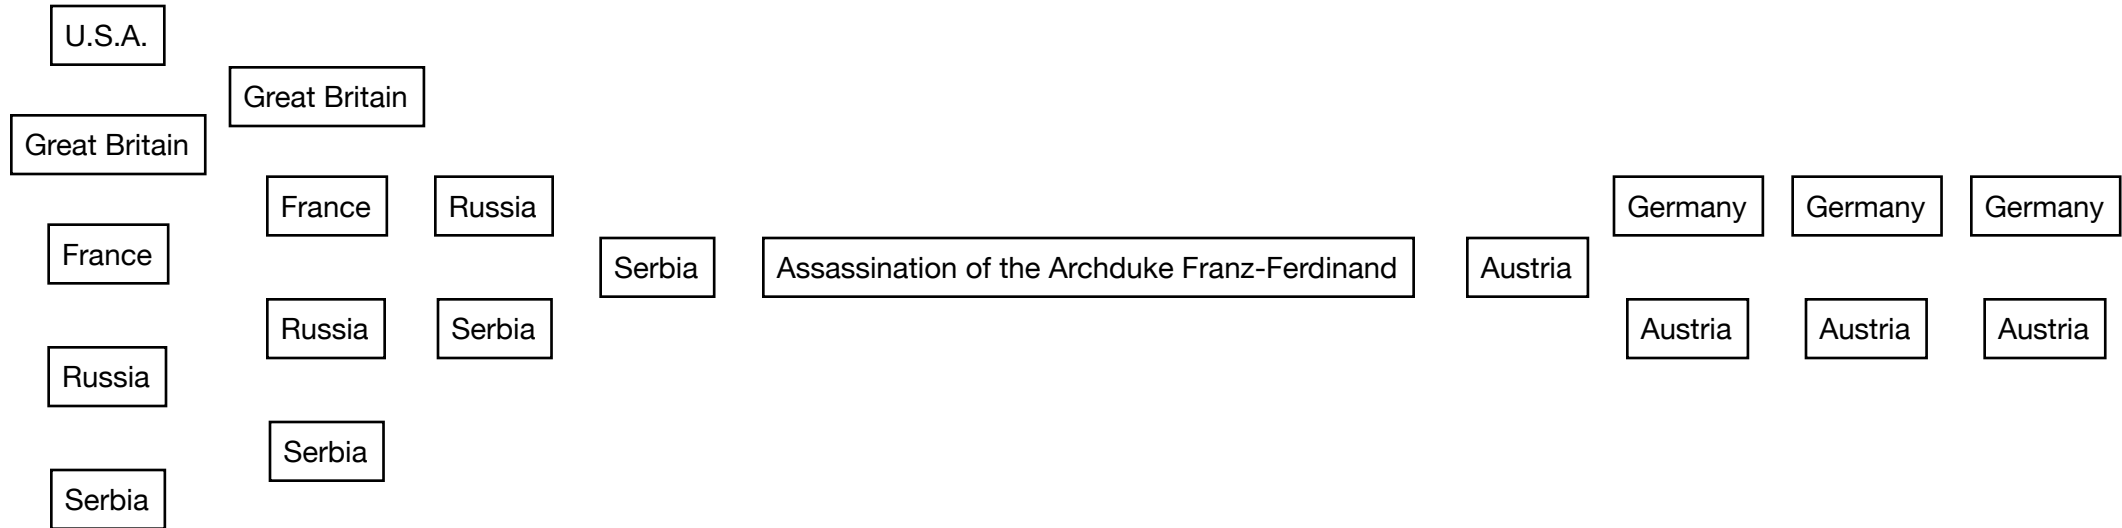 U.S.A.
Great Britain
France
Russia
Serbia
Great Britain
France
Russia
Serbia
Russia
Serbia
Serbia
Assassination of the Archduke Franz-Ferdinand
Austria
Germany
Austria
Germany
Austria
Germany
Austria